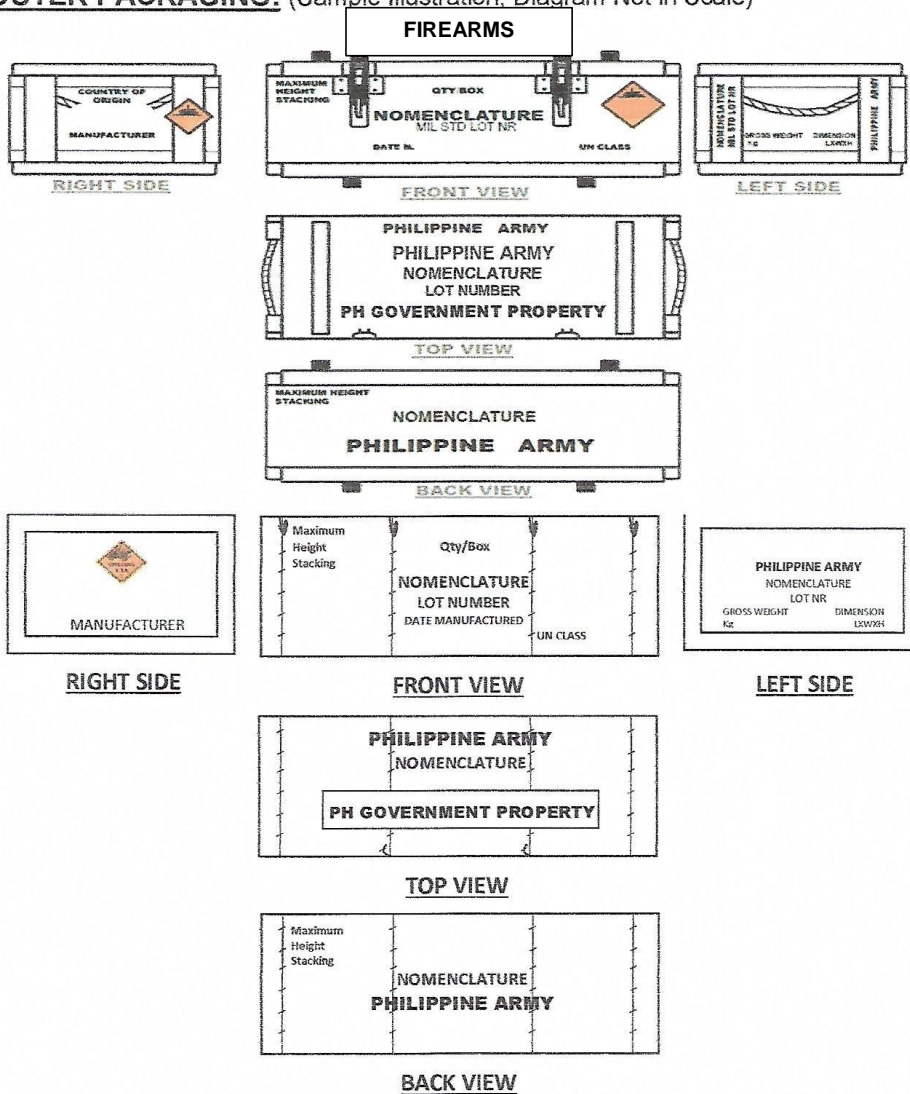 OUTER PACKAGING: (Sample Illustration, Diagram Not in Scale)
FIREARMS
COUNTRY OF
ORIGIN
MANUFACTURER
RIGHT SIDE
MAXIMUM
HEIGHT
STACKING
QTY/BOX
NOMENCLATURE
MIL STD LOT NR
DATE M.
UN CLASS
FRONT VIEW
NOMENCLATURE
MIL STD LOT NR
GROSS WEIGHT DIMENSION
Kg LXWXH
PHILIPPINE ARMY
LEFT SIDE
PHILIPPINE ARMY
PHILIPPINE ARMY
NOMENCLATURE
LOT NUMBER
PH GOVERNMENT PROPERTY
TOP VIEW
MAXIMUM HEIGHT
STACKING
NOMENCLATURE
PHILIPPINE ARMY
BACK VIEW
MANUFACTURER
RIGHT SIDE
Maximum
Height
Stacking
Qty/Box
NOMENCLATURE
LOT NUMBER
DATE MANUFACTURED
UN CLASS
FRONT VIEW
PHILIPPINE ARMY
NOMENCLATURE
LOT NR
GROSS WEIGHT DIMENSION
Kg LXWXH
LEFT SIDE
PHILIPPINE ARMY
NOMENCLATURE
PH GOVERNMENT PROPERTY
TOP VIEW
Maximum
Height
Stacking
NOMENCLATURE
PHILIPPINE ARMY
BACK VIEW